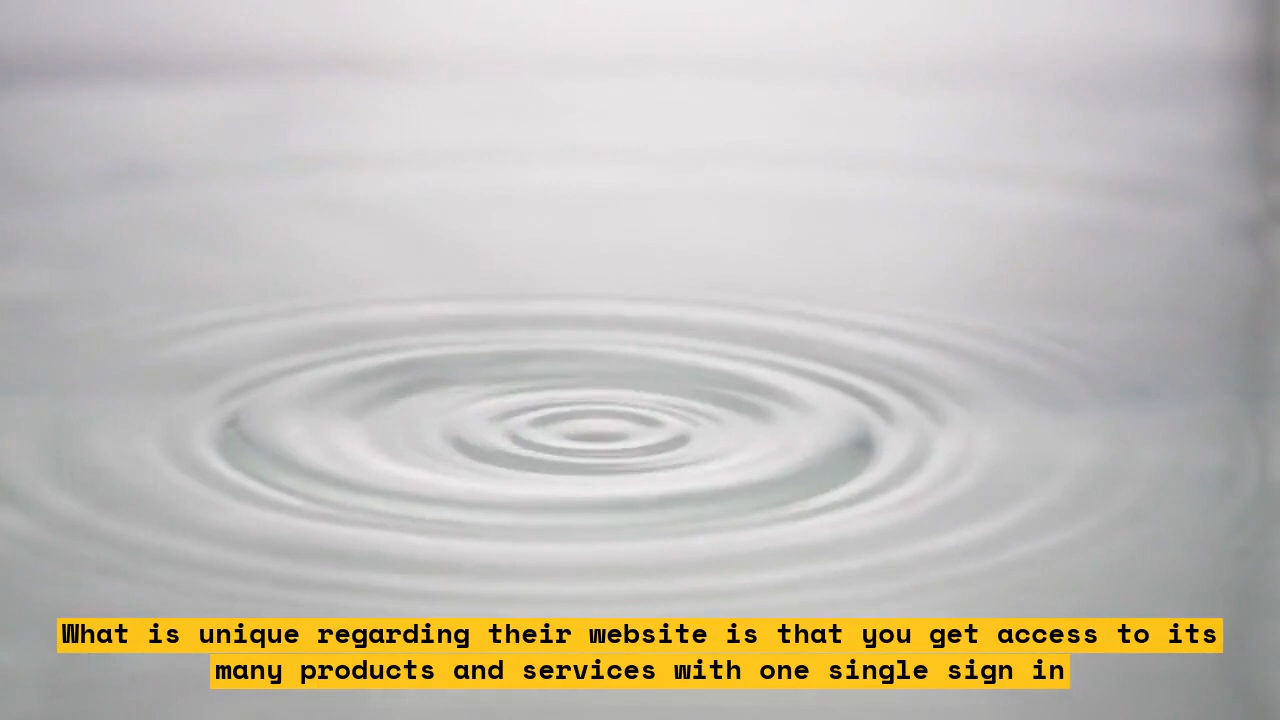 What is unique regarding their website is that you get access to its
many products and services with one single sign in